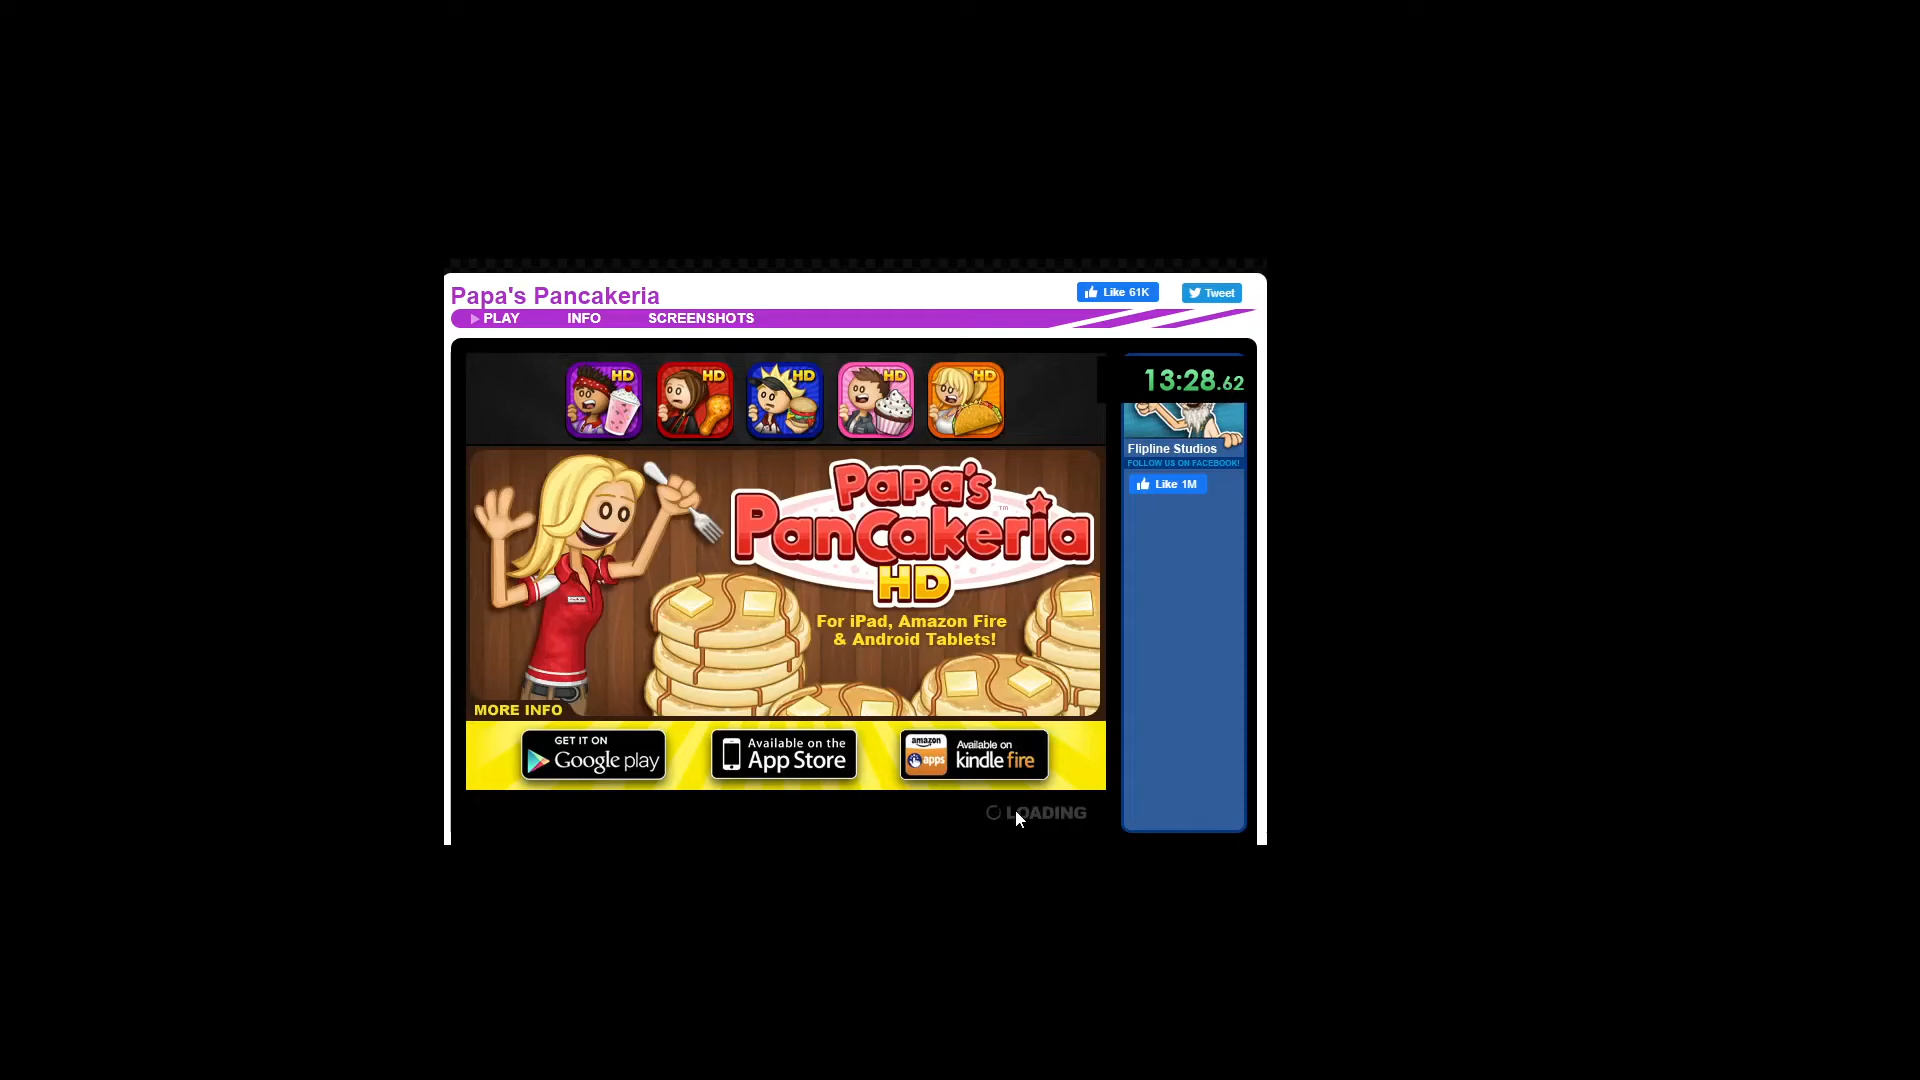 Papa's Pancakeria
Like 61K
Tweet
PLAY INFO SCREENSHOTS
HD HD HD HD HD
13:28.62
Papa's
Pancakeria
TM
HD
For iPad, Amazon Fire
& Android Tablets!
MORE INFO
Flipline Studios
FOLLOW US ON FACEBOOK!
Like 1M
GET IT ON
Google play
Available on the
App Store
amazon
apps
Available on
kindle fire
LOADING